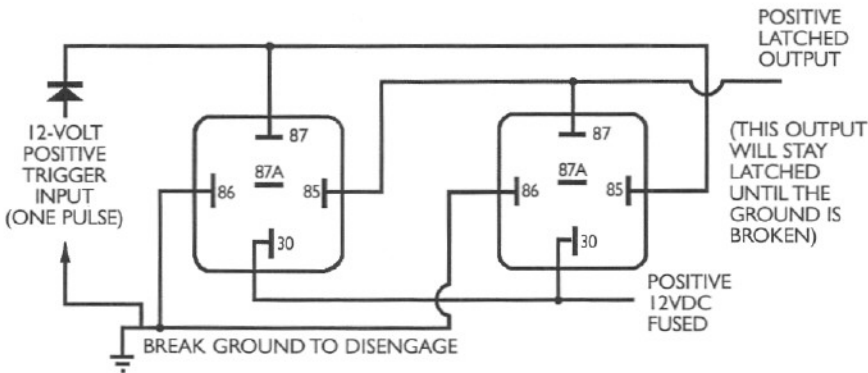 POSITIVE
LATCHED
OUTPUT
12-VOLT
POSITIVE
TRIGGER
INPUT
(ONE PULSE)
87
87A
86
85
30
87
87A
86
85
30
(THIS OUTPUT
WILL STAY
LATCHED
UNTIL THE
GROUND IS
BROKEN)
POSITIVE
12VDC
FUSED
BREAK GROUND TO DISENGAGE